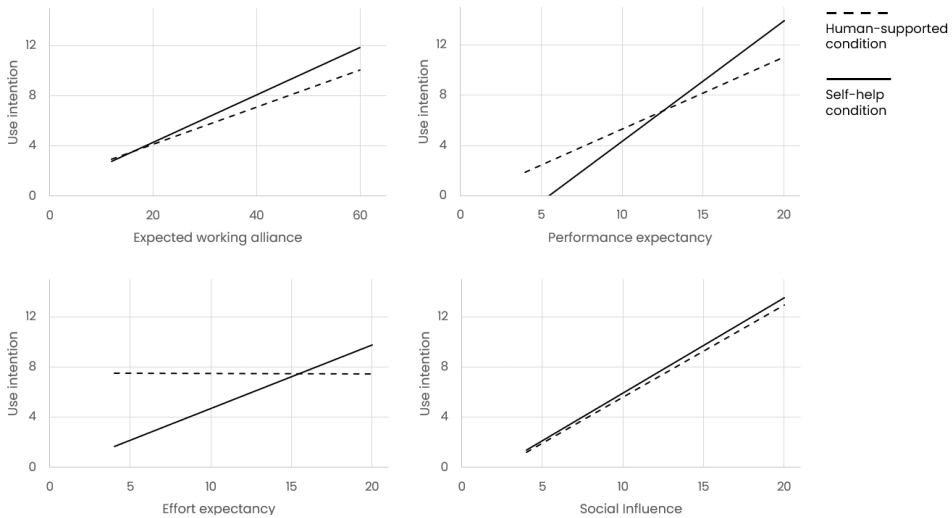 12
8
4
0
Use intention
0
20
40
60
Expected working alliance
12
8
4
0
Use intention
0
5
10
15
20
Performance expectancy
Human-supported
condition
Self-help
condition
12
8
4
0
Use intention
0
5
10
15
20
Effort expectancy
12
8
4
0
Use intention
0
5
10
15
20
Social Influence